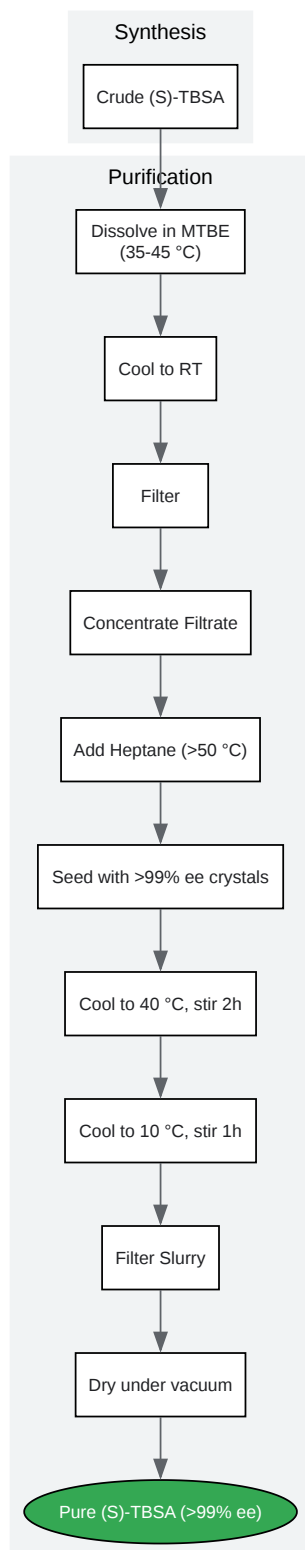 Synthesis
Crude (S)-TBSA
Purification
Dissolve in MTBE
(35-45 °C)
Cool to RT
Filter
Concentrate Filtrate
Add Heptane (>50 °C)
Seed with >99% ee crystals
Cool to 40 °C, stir 2h
Cool to 10 °C, stir 1h
Filter Slurry
Dry under vacuum
Pure (S)-TBSA (>99% ee)